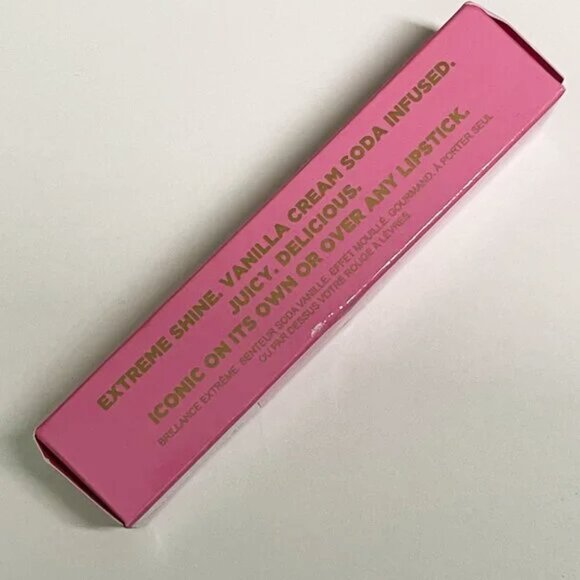 EXTREME SHINE. VANILLA CREAM SODA INFUSED.
JUICY. DELICIOUS.
ICONIC ON ITS OWN OR OVER ANY LIPSTICK.
BRILLANCE EXTRÊME. SENTEUR SODA VANILLE. EFFET MOUILLÉ. GOURMAND. À PORTER SEUL
OU PAR DESSUS VOTRE ROUGE À LÈVRES